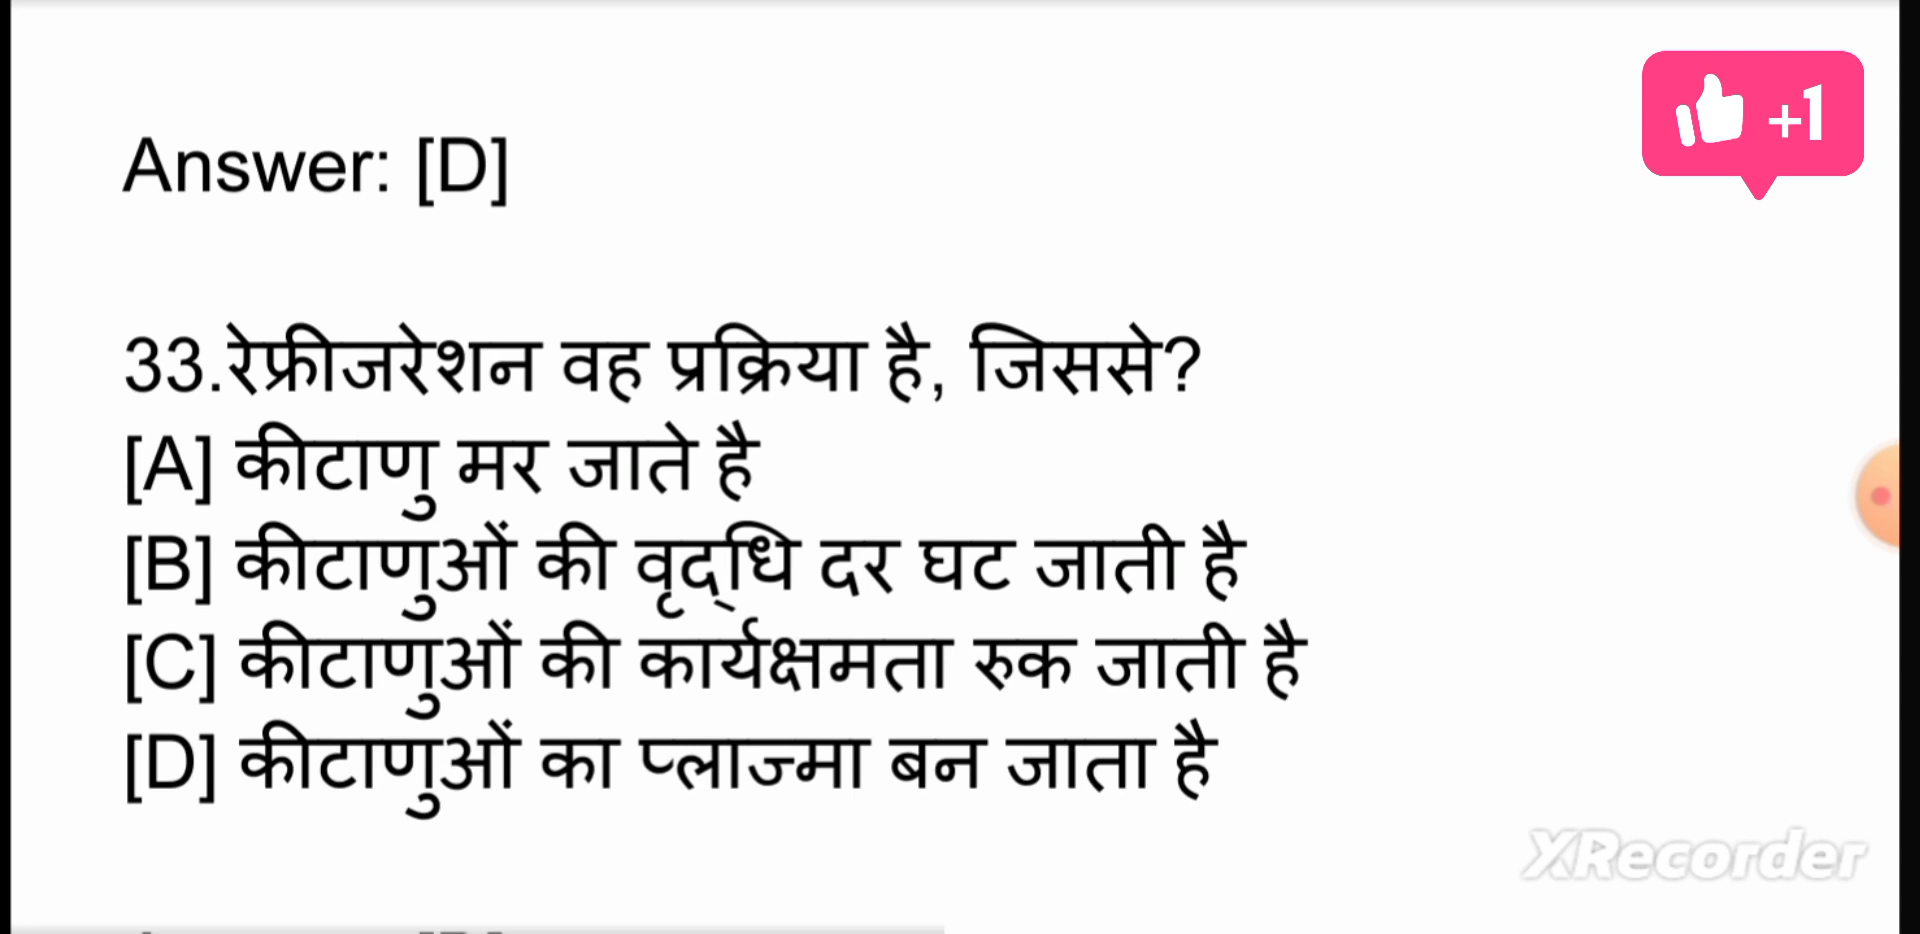 +1
Answer: [D]
33.रेफ्रीजरेशन वह प्रक्रिया है, जिससे?
[A] कीटाणु मर जाते है
[B] कीटाणुओं की वृद्धि दर घट जाती है
[C] कीटाणुओं की कार्यक्षमता रुक जाती है
[D] कीटाणुओं का प्लाज्मा बन जाता है
XRecorder